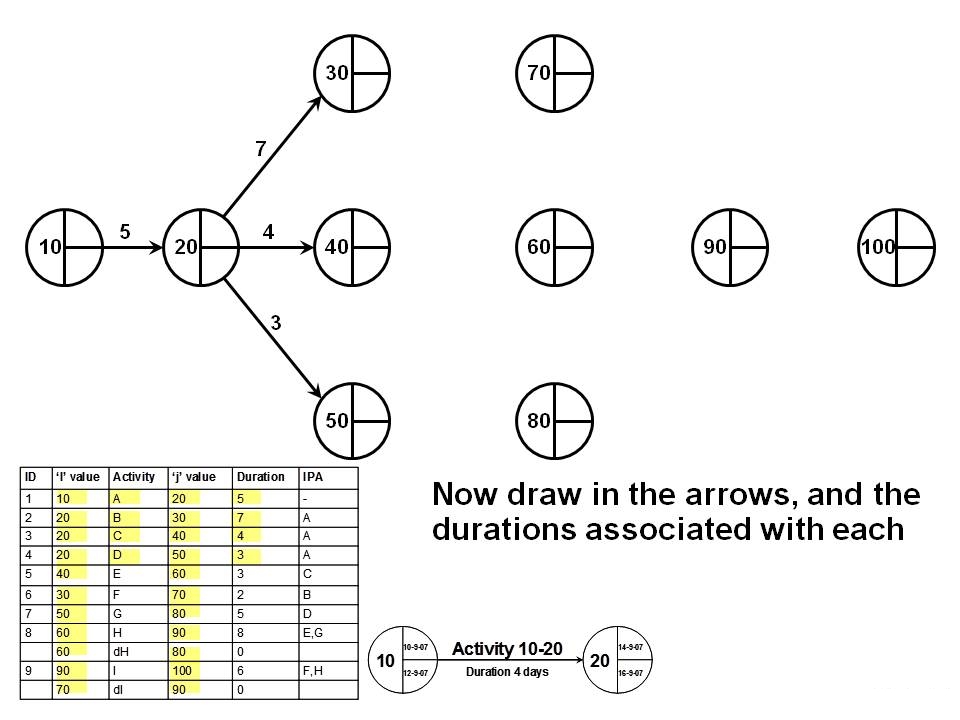 30
70
7
10
5
20
4
40
60
90
100
3
50
80
ID ‘I’ value Activity ‘j’ value Duration IPA
1 10 A 20 5 -
2 20 B 30 7 A
3 20 C 40 4 A
4 20 D 50 3 A
5 40 E 60 3 C
6 30 F 70 2 B
7 50 G 80 5 D
8 60 H 90 8 E,G
60 dH 80 0
9 90 I 100 6 F,H
70 dI 90 0
Now draw in the arrows, and the
durations associated with each
10 10-9-07 12-9-07
Activity 10-20
Duration 4 days
20 14-9-07 16-9-07